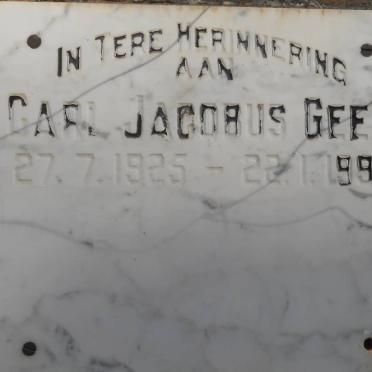 IN TERE HERINNERING
AAN
CARL JACOBUS GEE
27.7.1925 - 22.1.199